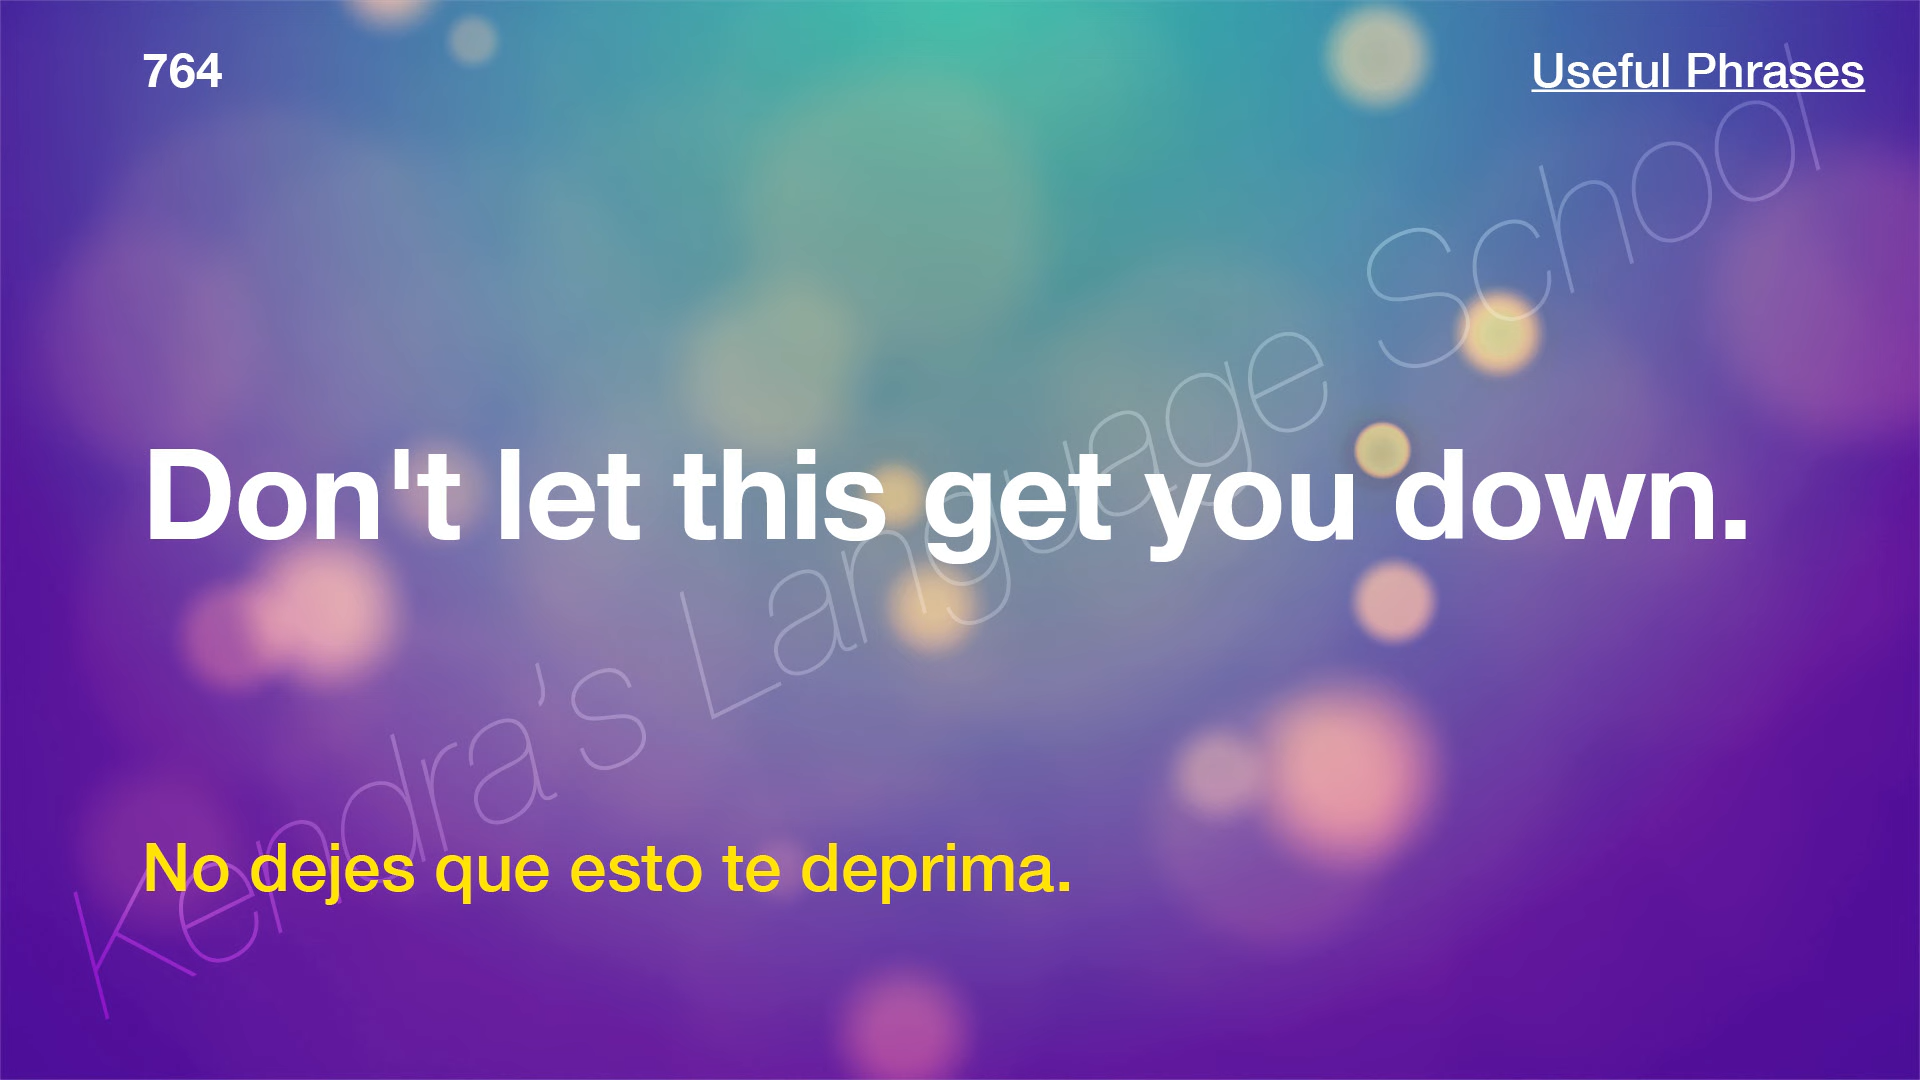 764
Useful Phrases
Don't let this get you down.
No dejes que esto te deprima.
Kendra’s Language School